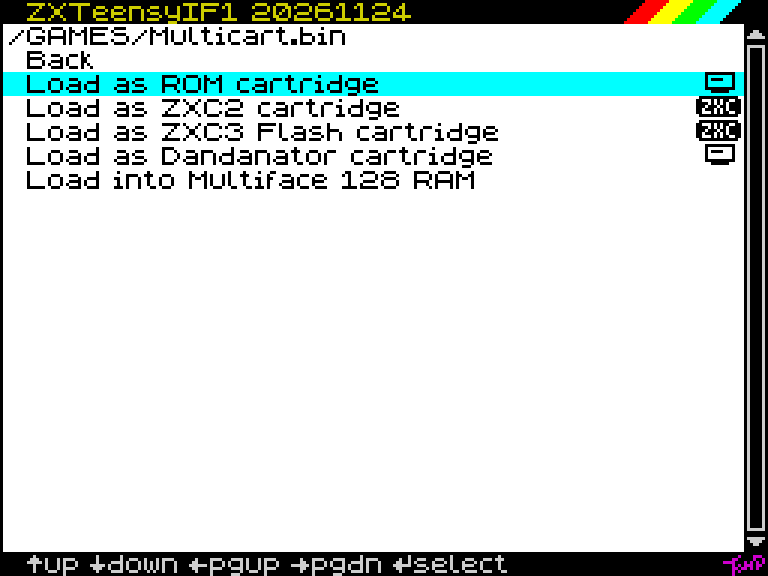 ZXTeensyIF1 20261124
/GAMES/Multicart.bin
Back
Load as ROM cartridge
Load as ZXC2 cartridge ZXC
Load as ZXC3 Flash cartridge ZXC
Load as Dandanator cartridge
Load into Multiface 128 RAM
↑up ↓down ←pgup →pgdn ↵select